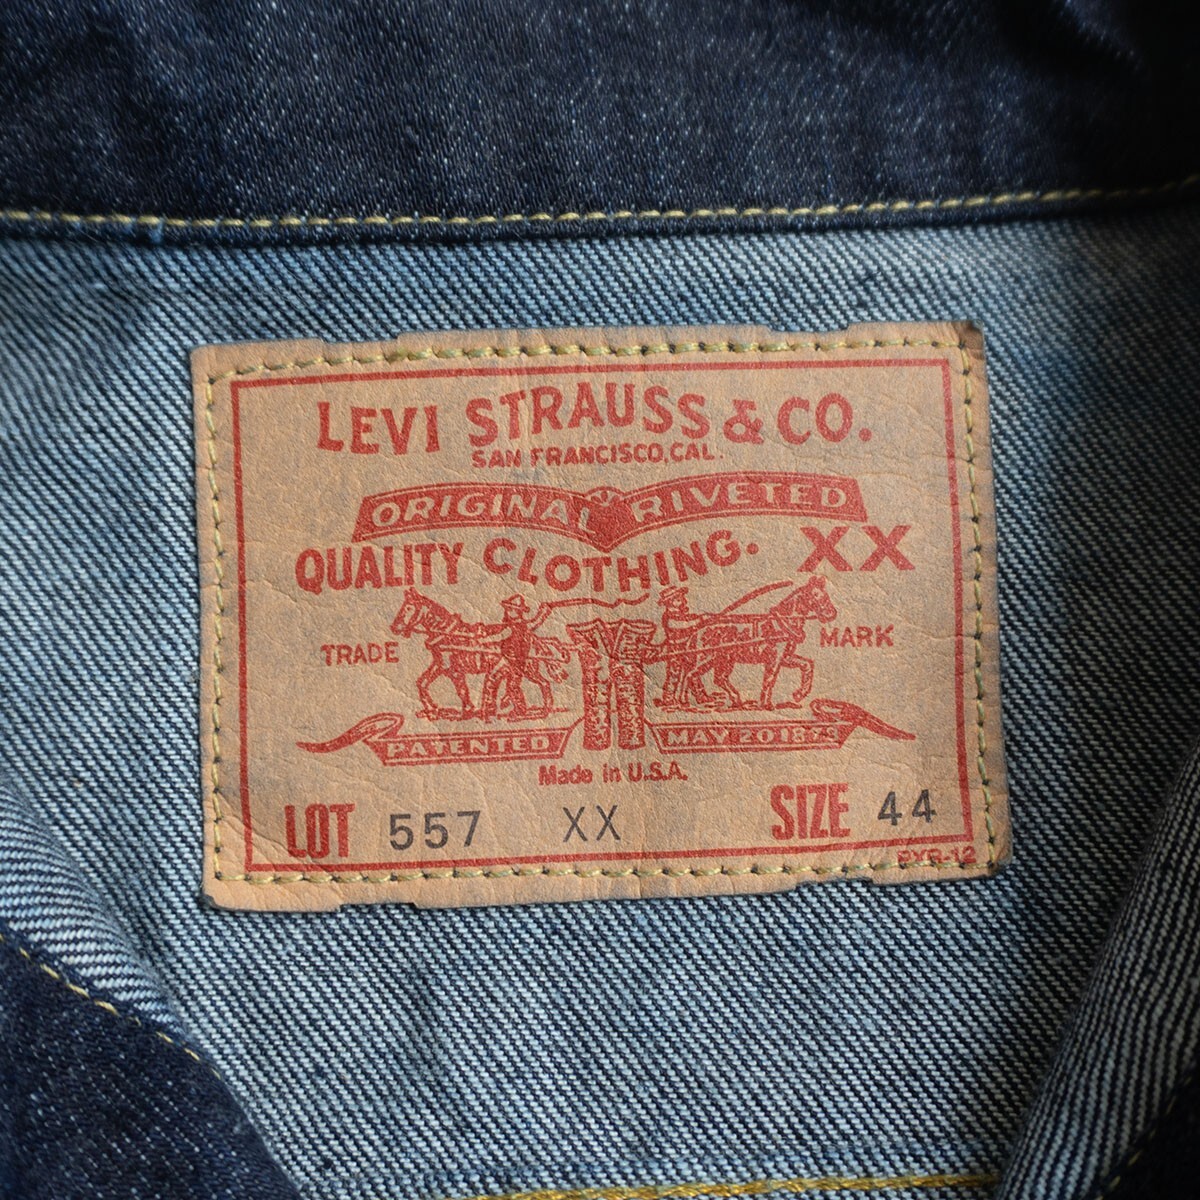 LEVI STRAUSS & CO.
SAN FRANCISCO, CAL.
ORIGINAL RIVETED
QUALITY CLOTHING. XX
TRADE MARK
PATENTED MAY 20 1873
Made in U.S.A.
LOT 557 XX SIZE 44